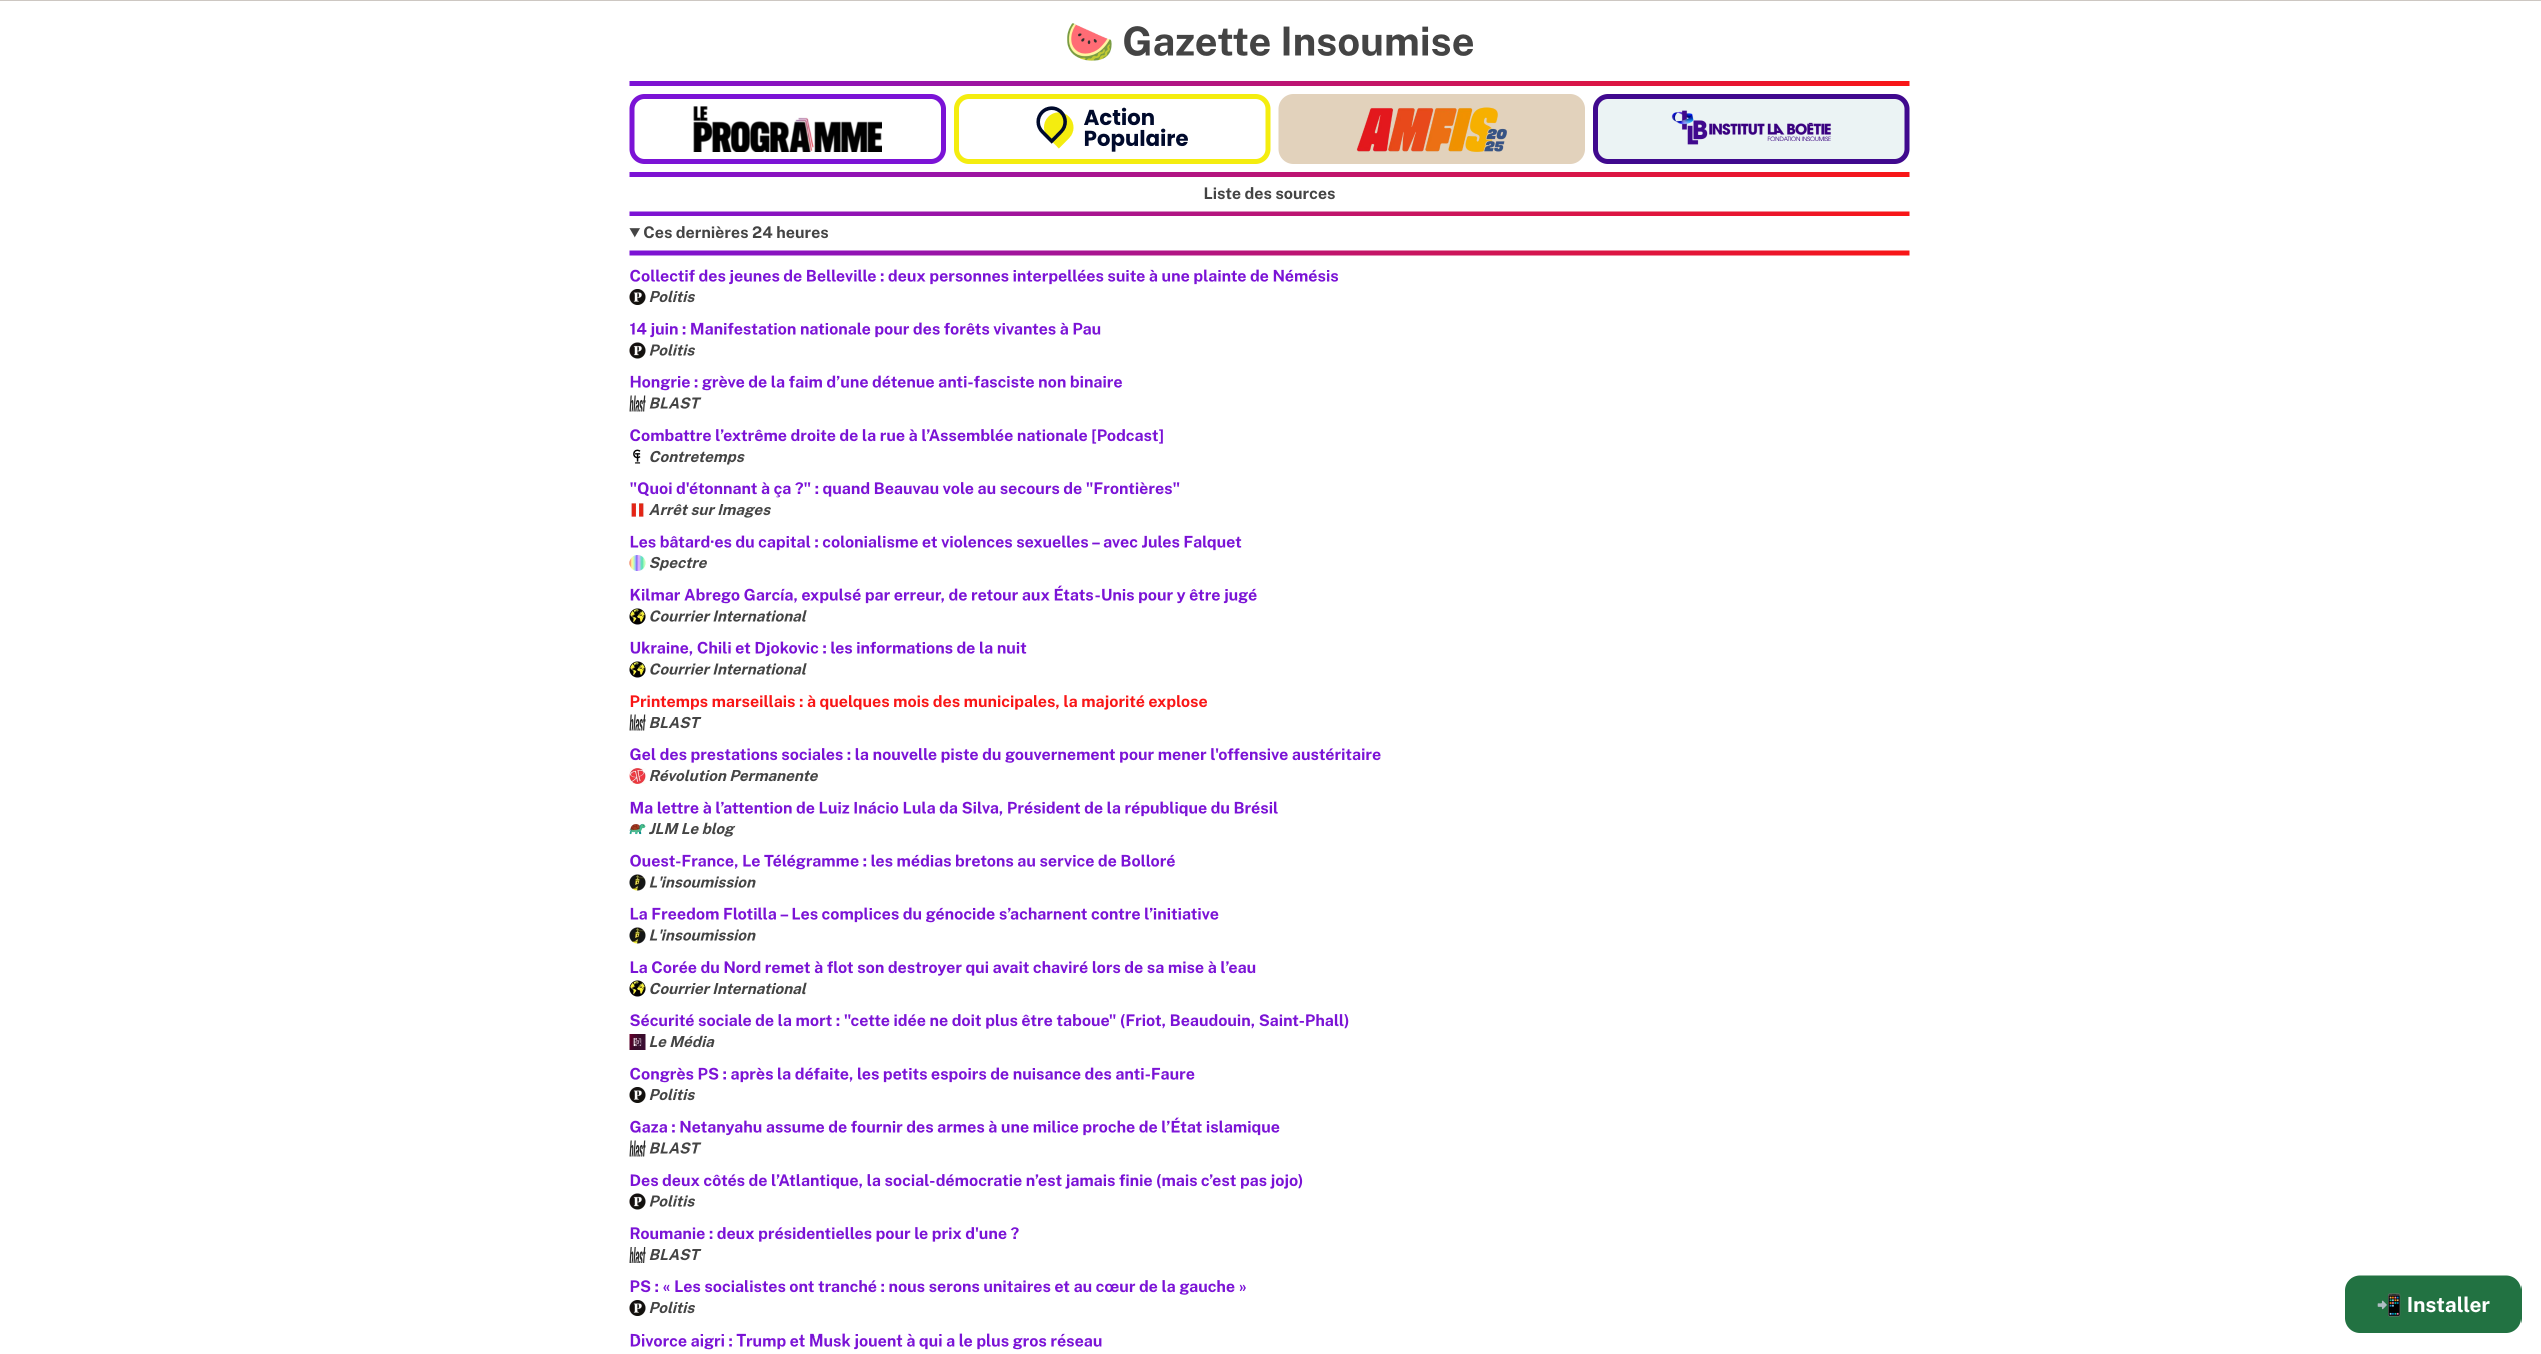 Gazette Insoumise
LE PROGRAMME
Action
Populaire
AMFIS 2025
INSTITUT LA BOÉTIE
FONDATION INSOUMISE
Liste des sources
Ces dernières 24 heures
Collectif des jeunes de Belleville : deux personnes interpellées suite à une plainte de Némésis
Politis
14 juin : Manifestation nationale pour des forêts vivantes à Pau
Politis
Hongrie : grève de la faim d’une détenue anti-fasciste non binaire
blast BLAST
Combattre l’extrême droite de la rue à l’Assemblée nationale [Podcast]
Contretemps
"Quoi d'étonnant à ça ?" : quand Beauvau vole au secours de "Frontières"
Arrêt sur Images
Les bâtard·es du capital : colonialisme et violences sexuelles – avec Jules Falquet
Spectre
Kilmar Abrego García, expulsé par erreur, de retour aux États-Unis pour y être jugé
Courrier International
Ukraine, Chili et Djokovic : les informations de la nuit
Courrier International
Printemps marseillais : à quelques mois des municipales, la majorité explose
blast BLAST
Gel des prestations sociales : la nouvelle piste du gouvernement pour mener l'offensive austéritaire
Révolution Permanente
Ma lettre à l’attention de Luiz Inácio Lula da Silva, Président de la république du Brésil
JLM Le blog
Ouest-France, Le Télégramme : les médias bretons au service de Bolloré
L'insoumission
La Freedom Flotilla – Les complices du génocide s’acharnent contre l’initiative
L'insoumission
La Corée du Nord remet à flot son destroyer qui avait chaviré lors de sa mise à l’eau
Courrier International
Sécurité sociale de la mort : "cette idée ne doit plus être taboue" (Friot, Beaudouin, Saint-Phall)
Le Média
Congrès PS : après la défaite, les petits espoirs de nuisance des anti-Faure
Politis
Gaza : Netanyahu assume de fournir des armes à une milice proche de l’État islamique
blast BLAST
Des deux côtés de l’Atlantique, la social-démocratie n’est jamais finie (mais c’est pas jojo)
Politis
Roumanie : deux présidentielles pour le prix d'une ?
blast BLAST
PS : « Les socialistes ont tranché : nous serons unitaires et au cœur de la gauche »
Politis
Divorce aigri : Trump et Musk jouent à qui a le plus gros réseau
Installer